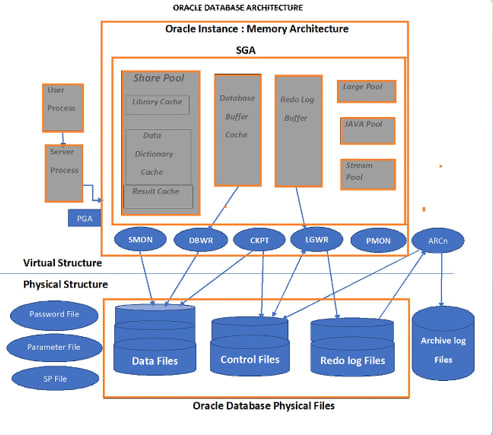 ORACLE DATABASE ARCHITECTURE
Oracle Instance : Memory Architecture
SGA
Share Pool
Library Cache
Data
Dictionary
Cache
Result Cache
Database
Buffer
Cache
Redo Log
Buffer
Large Pool
JAVA Pool
Stream
Pool
User
Process
Server
Process
PGA
SMON
DBWR
CKPT
LGWR
PMON
ARCn
Virtual Structure
Physical Structure
Password File
Parameter File
SP File
Data Files
Control Files
Redo log Files
Archive log
Files
Oracle Database Physical Files